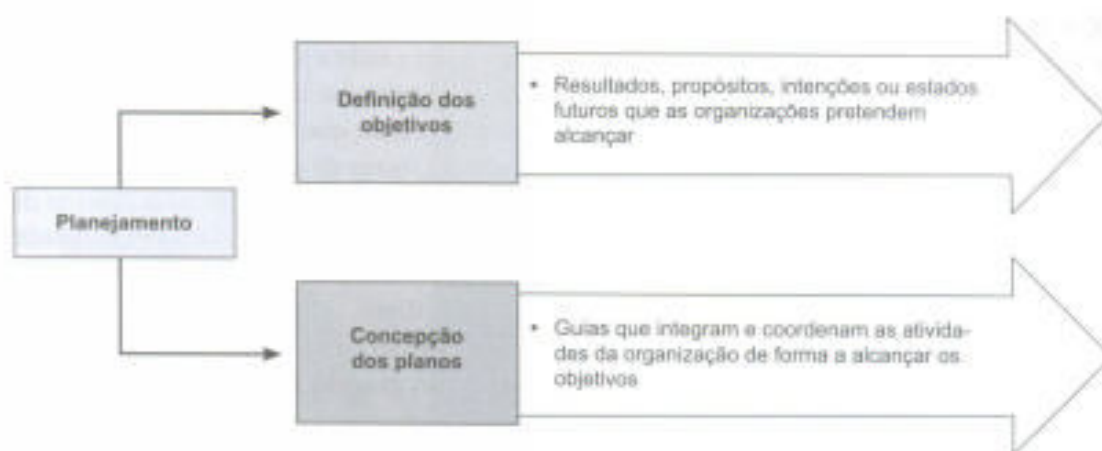 Planejamento
Definição dos
objetivos
• Resultados, propósitos, intenções ou estados
futuros que as organizações pretendem
alcançar
Concepção
dos planos
• Guias que integram e coordenam as ativida-
des da organização de forma a alcançar os
objetivos